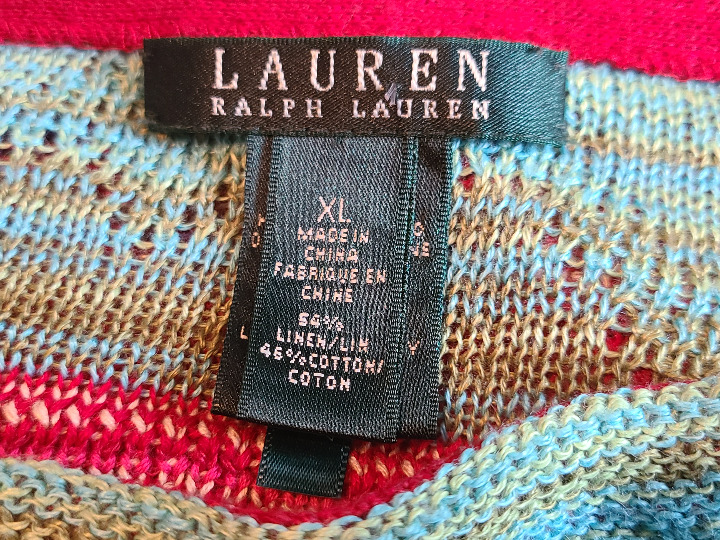 LAUREN
RALPH LAUREN
XL
MADE IN
CHINA
FABRIQUE EN
CHINE
54%
LINEN/LIN
46%COTTON/
COTON